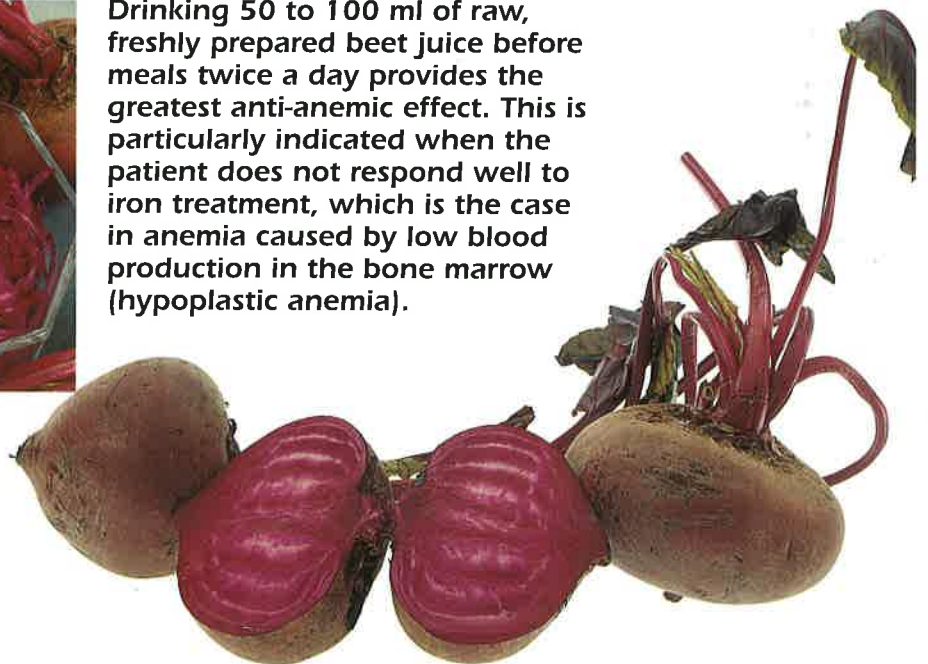 Drinking 50 to 100 ml of raw,
freshly prepared beet juice before
meals twice a day provides the
greatest anti-anemic effect. This is
particularly indicated when the
patient does not respond well to
iron treatment, which is the case
in anemia caused by low blood
production in the bone marrow
(hypoplastic anemia).